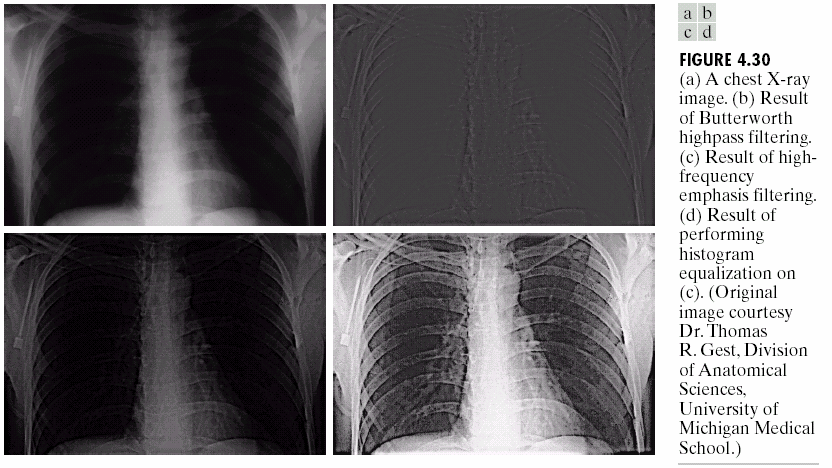 a b
c d
FIGURE 4.30
(a) A chest X-ray
image. (b) Result
of Butterworth
highpass filtering.
(c) Result of high-
frequency
emphasis filtering.
(d) Result of
performing
histogram
equalization on
(c). (Original
image courtesy
Dr. Thomas
R. Gest, Division
of Anatomical
Sciences,
University of
Michigan Medical
School.)